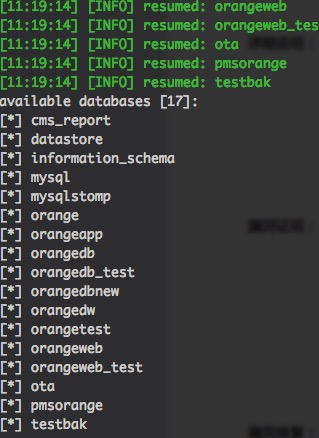 [11:19:14] [INFO] resumed: orangeweb
[11:19:14] [INFO] resumed: orangeweb_tes
[11:19:14] [INFO] resumed: ota
[11:19:14] [INFO] resumed: pmsorange
[11:19:14] [INFO] resumed: testbak
available databases [17]:
[*] cms_report
[*] datastore
[*] information_schema
[*] mysql
[*] mysqlstomp
[*] orange
[*] orangeapp
[*] orangedb
[*] orangedb_test
[*] orangedbnew
[*] orangedw
[*] orangetest
[*] orangeweb
[*] orangeweb_test
[*] ota
[*] pmsorange
[*] testbak